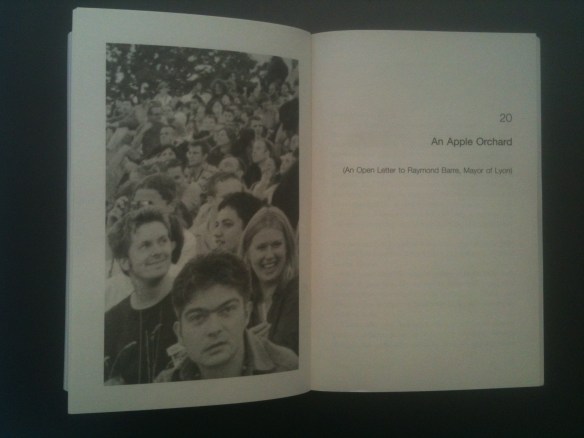 20
An Apple Orchard
(An Open Letter to Raymond Barre, Mayor of Lyon)